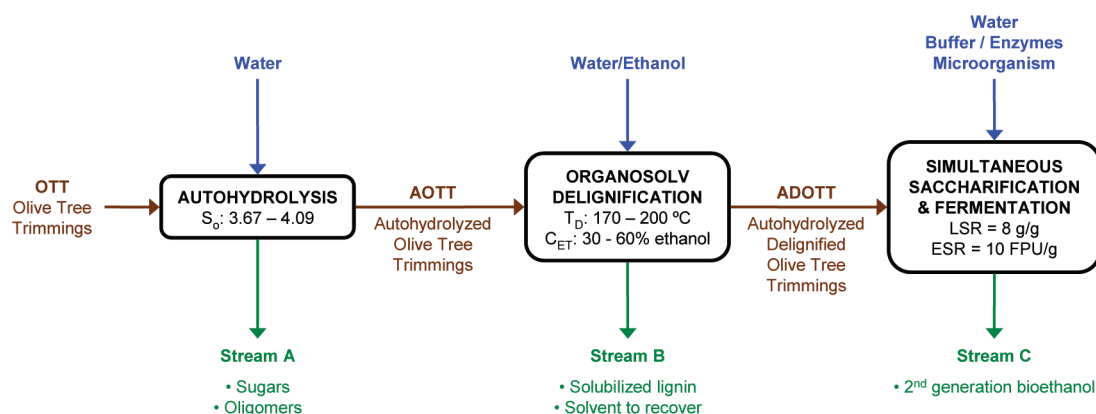 Water
Water/Ethanol
Water
Buffer / Enzymes
Microorganism
OTT
Olive Tree
Trimmings
AUTOHYDROLYSIS
So: 3.67 – 4.09
AOTT
Autohydrolyzed
Olive Tree
Trimmings
ORGANOSOLV
DELIGNIFICATION
TD: 170 – 200 ºC
CET: 30 - 60% ethanol
ADOTT
Autohydrolyzed
Delignified
Olive Tree
Trimmings
SIMULTANEOUS
SACCHARIFICATION
& FERMENTATION
LSR = 8 g/g
ESR = 10 FPU/g
Stream A
• Sugars
• Oligomers
Stream B
• Solubilized lignin
• Solvent to recover
Stream C
• 2nd generation bioethanol